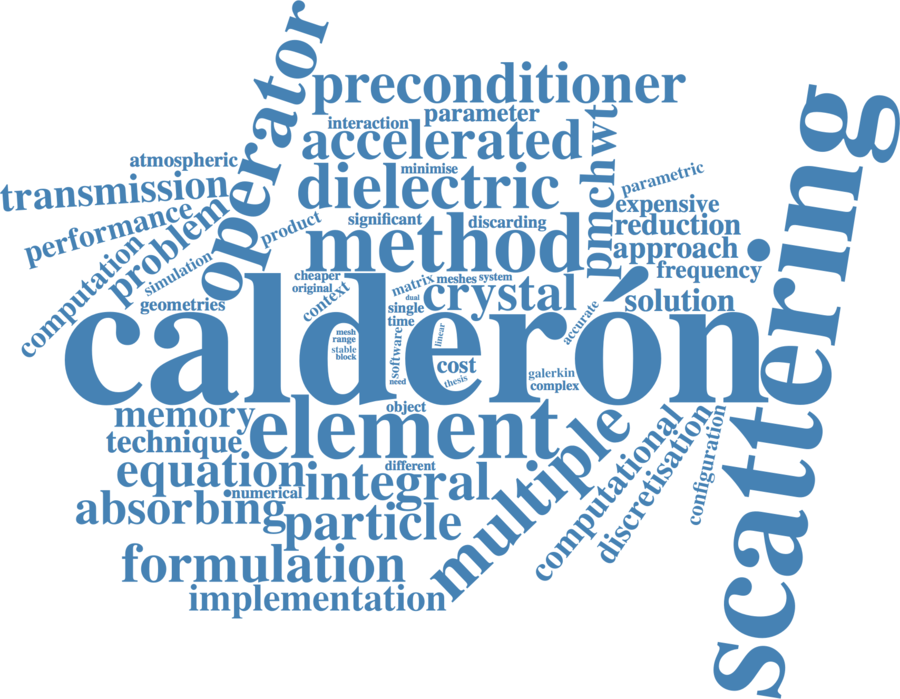 operator
preconditioner
parameter
interaction
accelerated
minimise
dielectric
atmospheric
transmission
performance
problem
computation
simulation
geometries
product
significant
discarding
method
pmchwt
parametric
expensive
reduction
approach
frequency
solution
scattering
cheaper
original
context
matrix
meshes
system
dual
crystal
single
time
accurate
calderón
mesh
range
stable
block
software
need
linear
cost
thesis
galerkin
complex
memory
technique
object
element
multiple
computational
discretisation
configuration
equation
different
numerical
integral
absorbing
particle
formulation
implementation